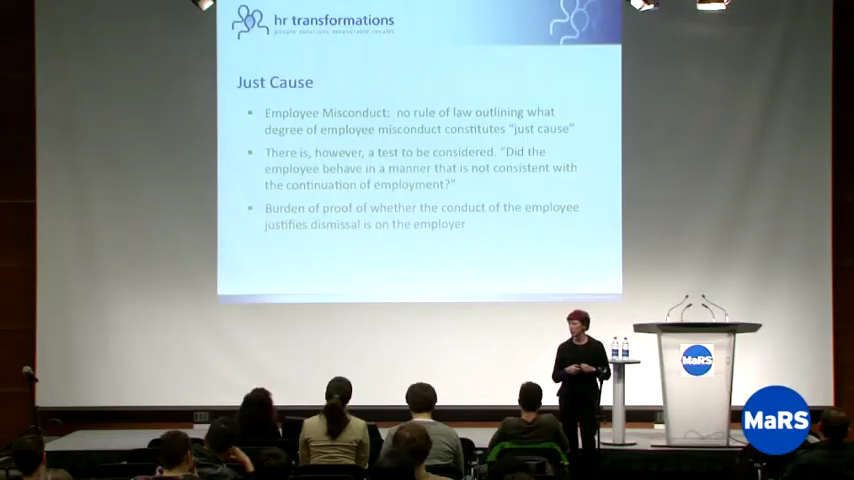 hr transformations
people solutions measurable results
Just Cause
Employee Misconduct: no rule of law outlining what
degree of employee misconduct constitutes “just cause”
There is, however, a test to be considered. “Did the
employee behave in a manner that is not consistent with
the continuation of employment?”
Burden of proof of whether the conduct of the employee
justifies dismissal is on the employer
MaRS
MaRS